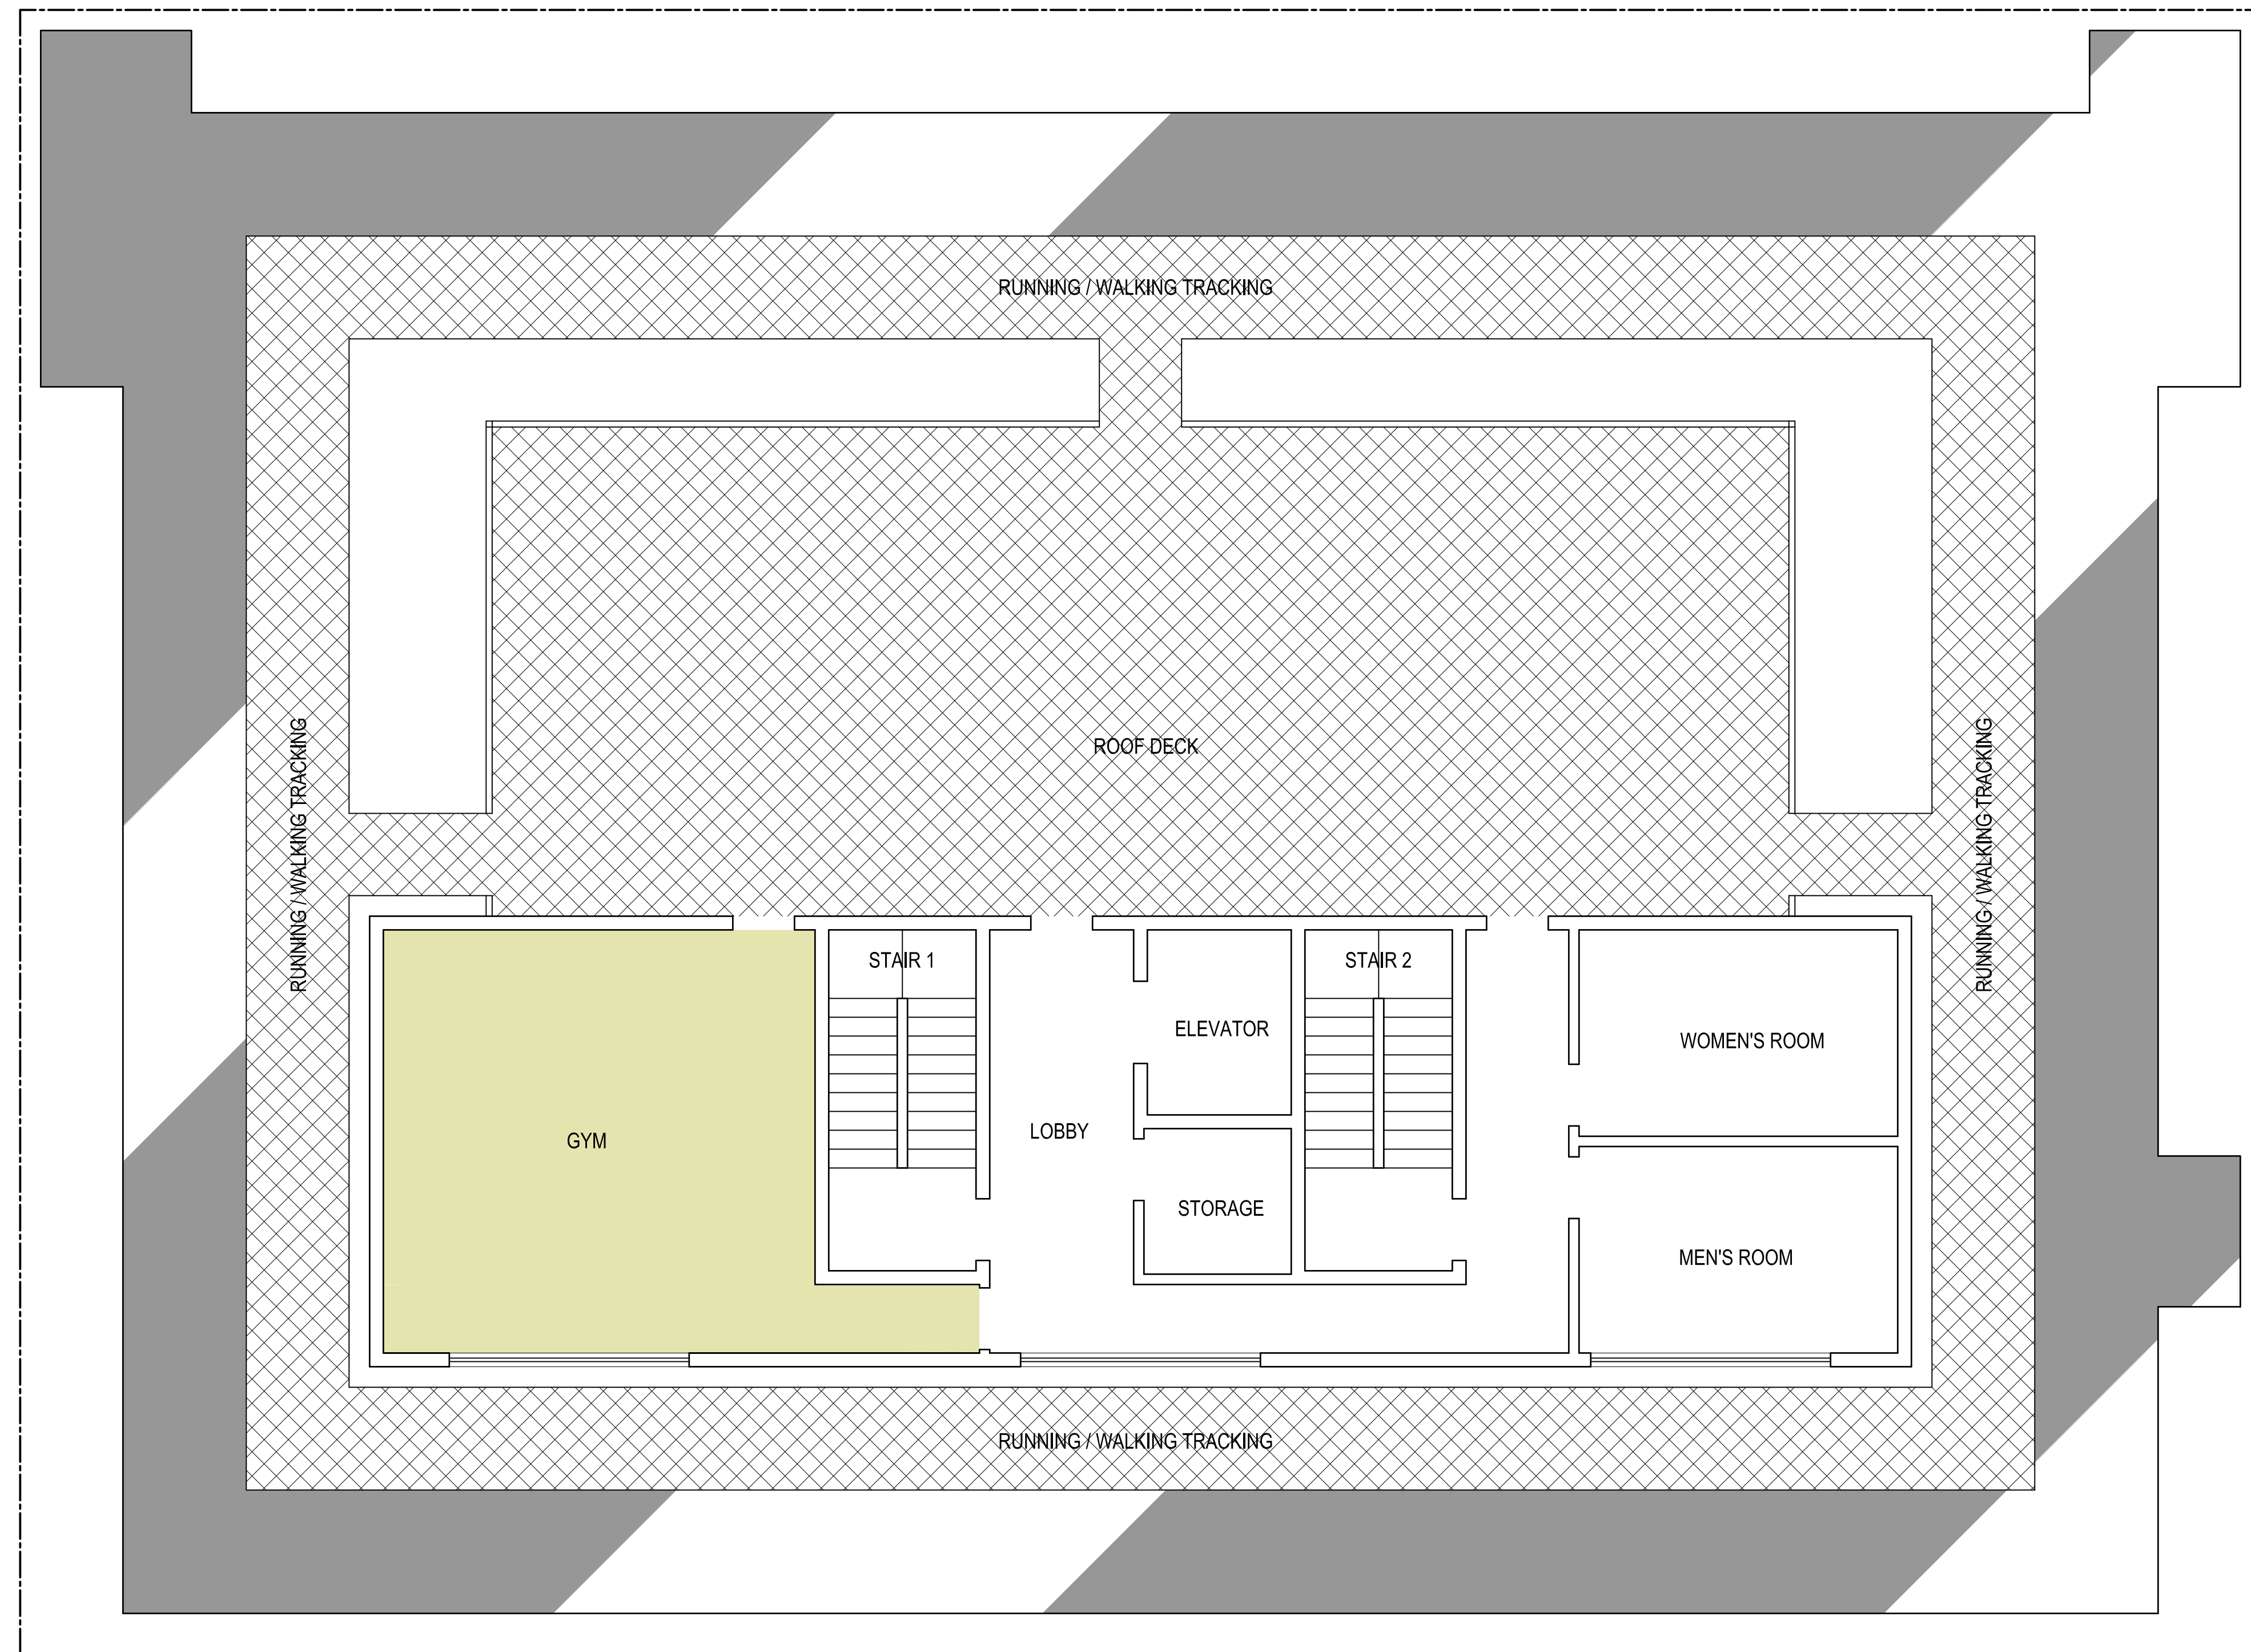 RUNNING / WALKING TRACKING
ROOF DECK
RUNNING / WALKING TRACKING
RUNNING / WALKING TRACKING
STAIR 1
STAIR 2
ELEVATOR
WOMEN'S ROOM
LOBBY
GYM
STORAGE
MEN'S ROOM
RUNNING / WALKING TRACKING